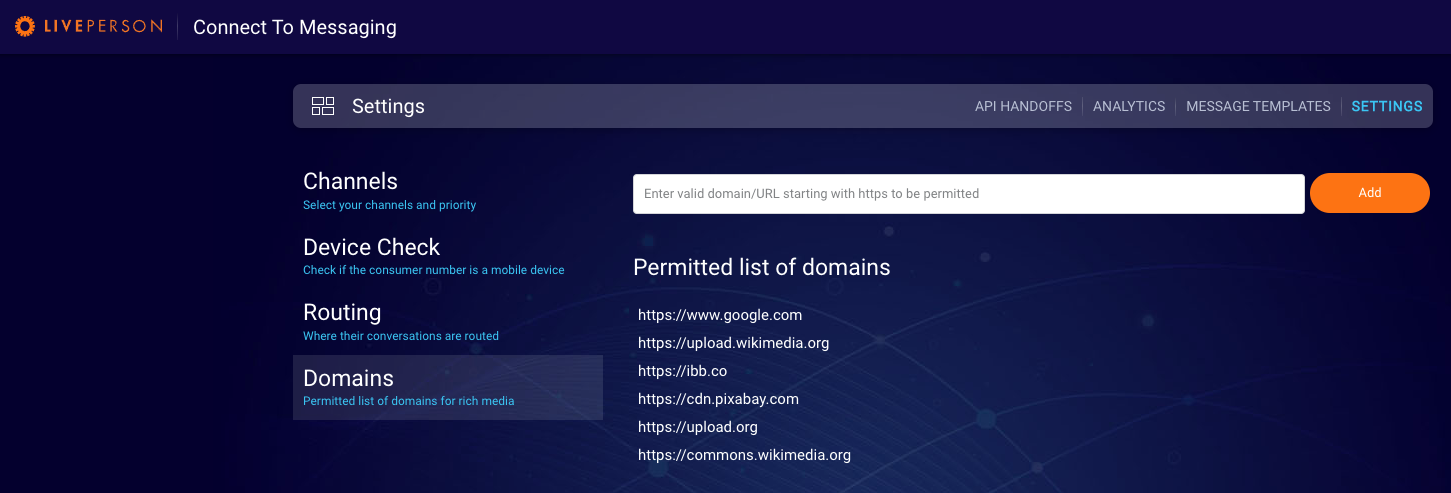 LIVEPERSON Connect To Messaging
Settings API HANDOFFS ANALYTICS MESSAGE TEMPLATES SETTINGS
Channels
Select your channels and priority
Device Check
Check if the consumer number is a mobile device
Routing
Where their conversations are routed
Domains
Permitted list of domains for rich media
Enter valid domain/URL starting with https to be permitted Add
Permitted list of domains
https://www.google.com
https://upload.wikimedia.org
https://ibb.co
https://cdn.pixabay.com
https://upload.org
https://commons.wikimedia.org